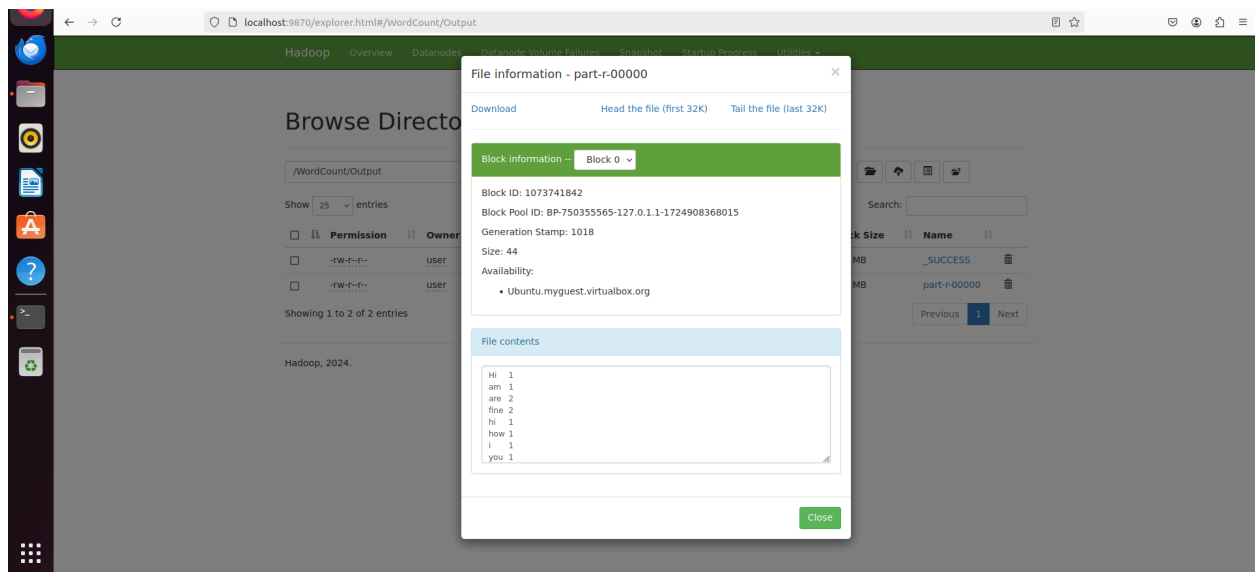 localhost:9870/explorer.html#/WordCount/Output
Hadoop Overview Datanodes Datanode Volume Failures Snapshot Startup Progress Utilities
File information - part-r-00000 ×
Download Head the file (first 32K) Tail the file (last 32K)
Browse Directo
Block information -- Block 0
/WordCount/Output
Block ID: 1073741842
Block Pool ID: BP-750355565-127.0.1.1-1724908368015
Show 25 entries Search:
Generation Stamp: 1018
Permission Owner ck Size Name
Size: 44
-rw-r--r-- user MB _SUCCESS
Availability:
-rw-r--r-- user MB part-r-00000
• Ubuntu.myguest.virtualbox.org
Showing 1 to 2 of 2 entries Previous 1 Next
File contents
Hadoop, 2024.
Hi 1
am 1
are 2
fine 2
hi 1
how 1
i 1
you 1
Close